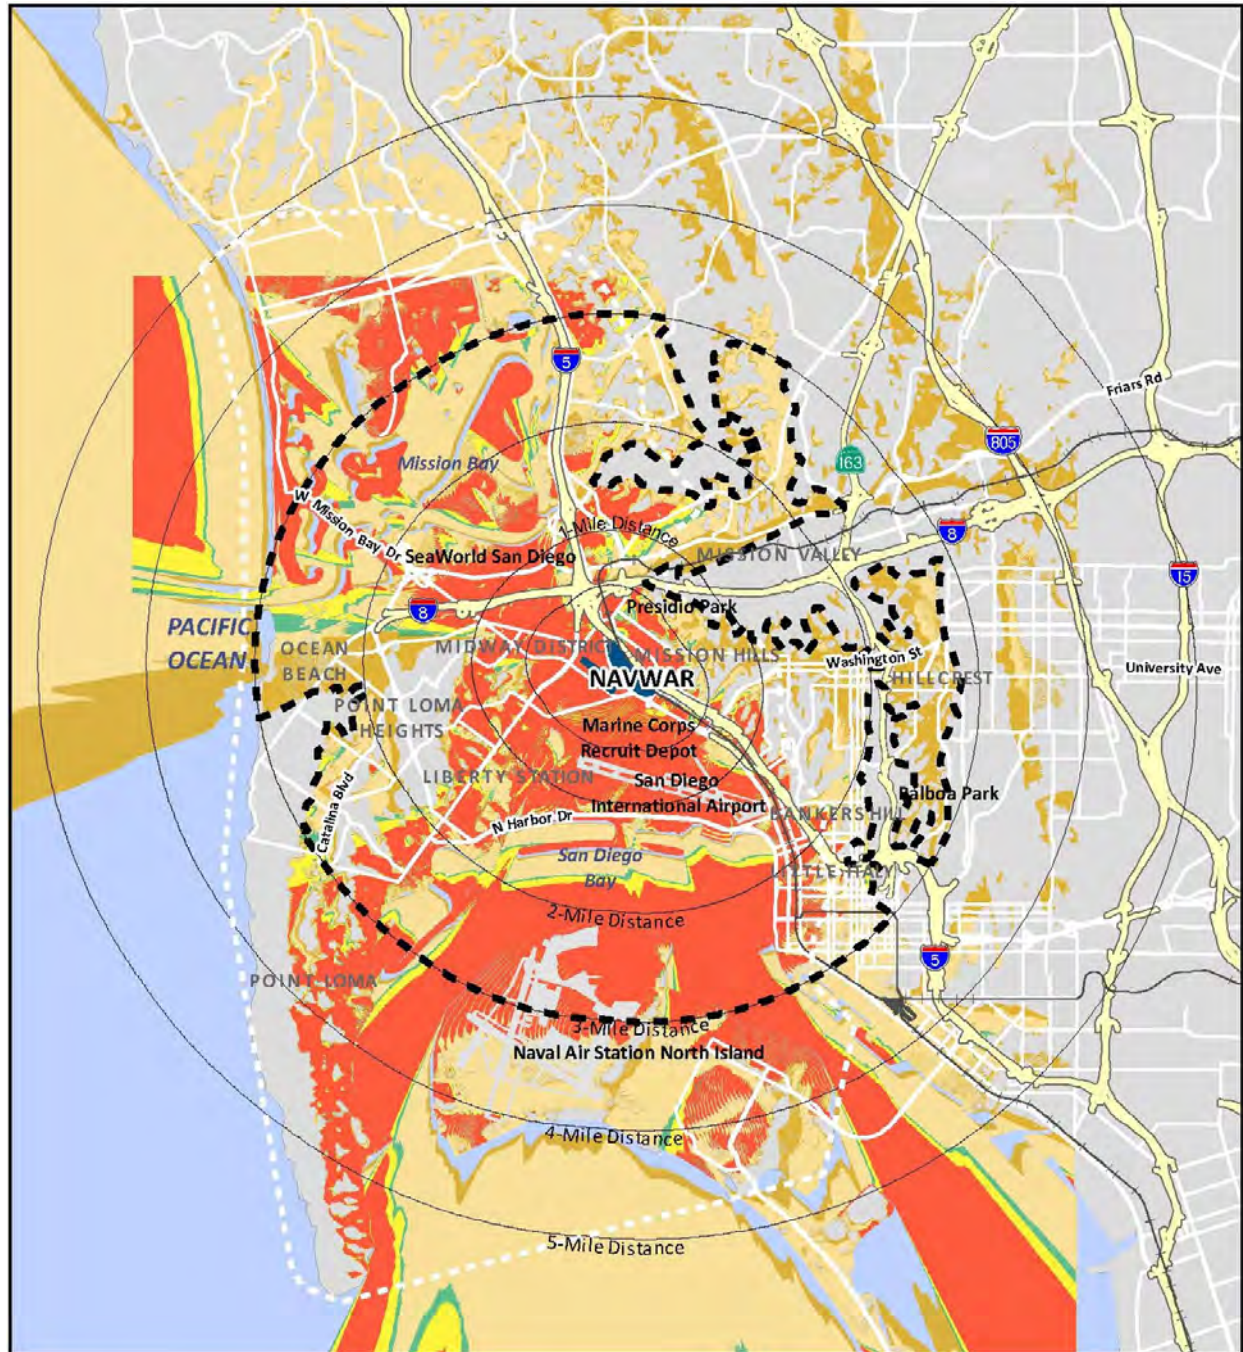 5
Friars Rd
805
163
Mission Bay
W Mission Bay Dr
1-Mile Distance
8
SeaWorld San Diego
MISSION VALLEY
15
8
Presidio Park
PACIFIC
OCEAN
OCEAN
BEACH
MIDWAY DISTRICT
MISSION HILLS
Washington St
University Ave
NAVWAR
HILLCREST
POINT LOMA
HEIGHTS
Marine Corps
Recruit Depot
LIBERTY STATION
San Diego
International Airport
Balboa Park
Catalina Blvd
N Harbor Dr
BANKERS HILL
San Diego
Bay
LITTLE ITALY
2-Mile Distance
5
POINT LOMA
3-Mile Distance
Naval Air Station North Island
4-Mile Distance
5-Mile Distance